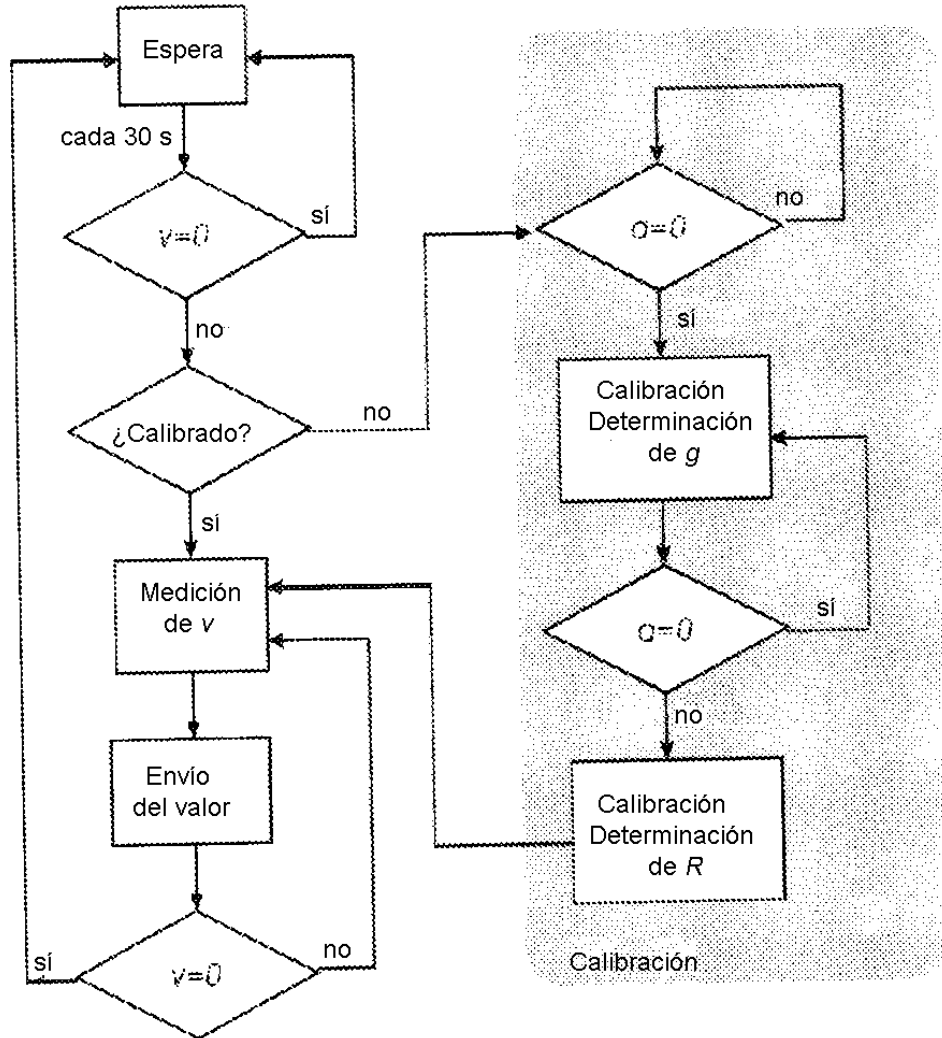 Espera
cada 30 s
v=0
sí
no
¿Calibrado?
no
sí
Medición
de v
Envío
del valor
v=0
sí
no
a=0
no
sí
Calibración
Determinación
de g
a=0
sí
no
Calibración
Determinación
de R
Calibración